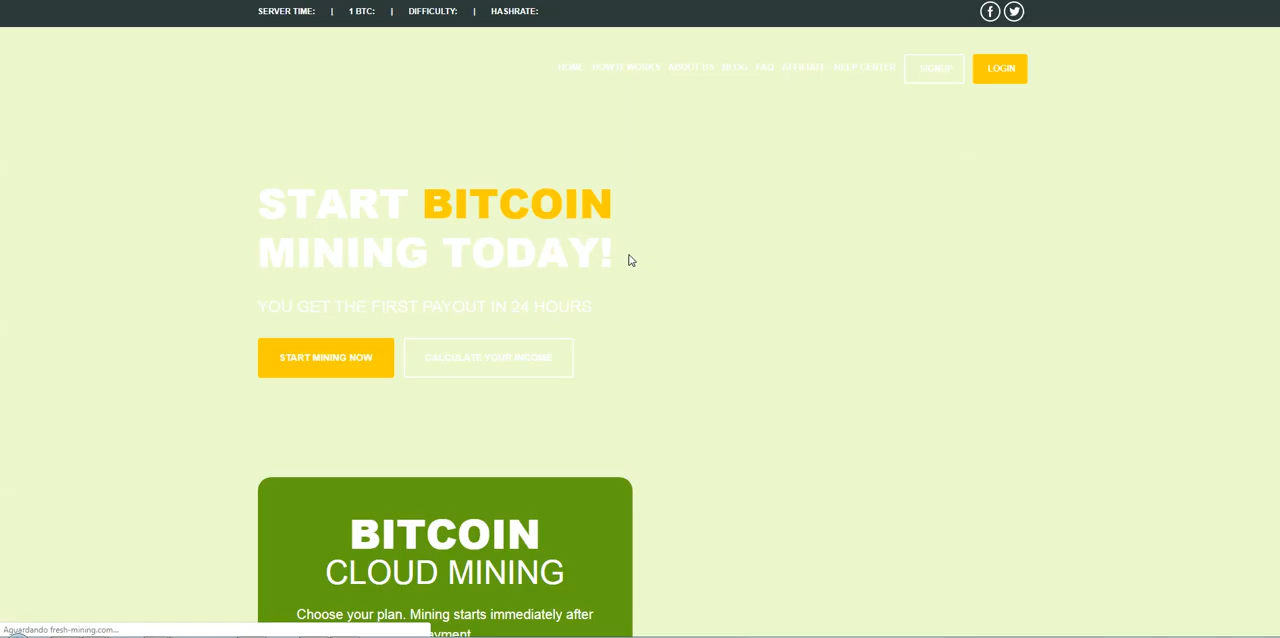 SERVER TIME: | 1 BTC: | DIFFICULTY: | HASHRATE:
HOME HOW IT WORKS ABOUT US BLOG FAQ AFFILIATE HELP CENTER SIGNUP LOGIN
START BITCOIN
MINING TODAY!
YOU GET THE FIRST PAYOUT IN 24 HOURS
START MINING NOW CALCULATE YOUR INCOME
BITCOIN
CLOUD MINING
Choose your plan. Mining starts immediately after
payment.
Aguardando fresh-mining.com...